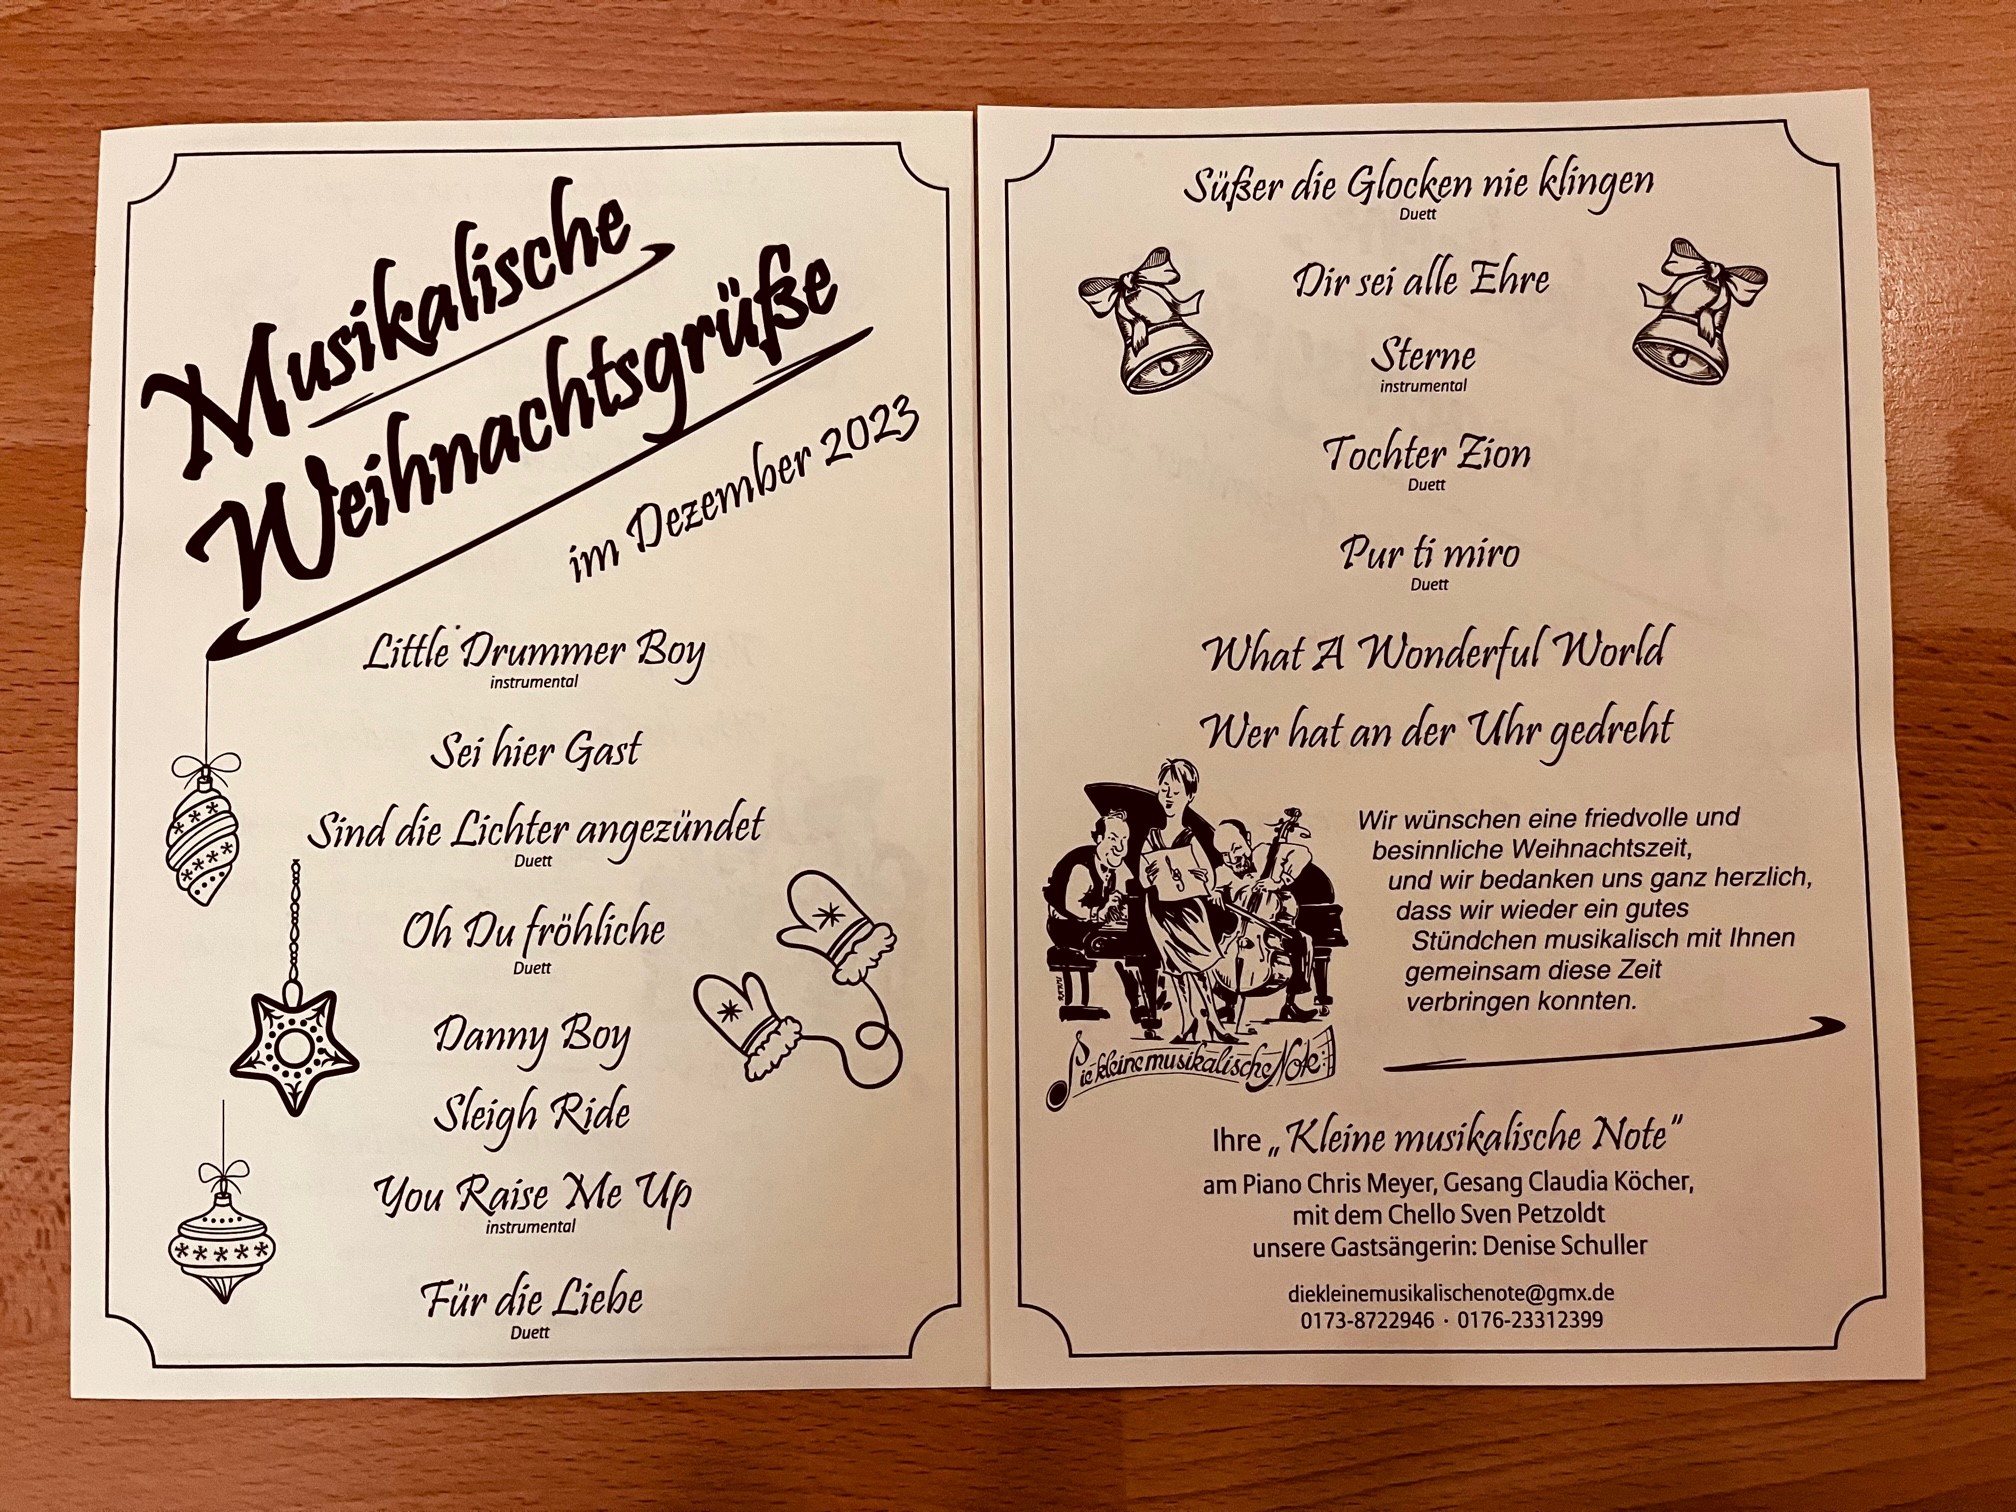 Musikalische
Weihnachtsgrüße
im Dezember 2023
Little Drummer Boy
instrumental
Sei hier Gast
Sind die Lichter angezündet
Duett
Oh Du fröhliche
Duett
Danny Boy
Sleigh Ride
You Raise Me Up
instrumental
Für die Liebe
Duett
Süßer die Glocken nie klingen
Duett
Dir sei alle Ehre
Sterne
instrumental
Tochter Zion
Duett
Pur ti miro
Duett
What A Wonderful World
Wer hat an der Uhr gedreht
Wir wünschen eine friedvolle und
besinnliche Weihnachtszeit,
und wir bedanken uns ganz herzlich,
dass wir wieder ein gutes
Stündchen musikalisch mit Ihnen
gemeinsam diese Zeit
verbringen konnten.
Die kleine musikalische Note
Ihre „Kleine musikalische Note“
am Piano Chris Meyer, Gesang Claudia Köcher,
mit dem Chello Sven Petzoldt
unsere Gastsängerin: Denise Schuller
diekleinemusikalischenote@gmx.de
0173-8722946 · 0176-23312399